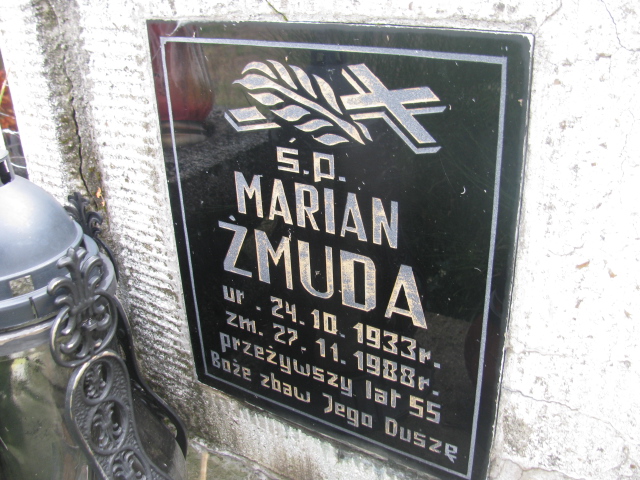 ś.p.
MARIAN
ŻMUDA
ur. 24.10.1933r.
zm. 27.11.1988r.
przeżywszy lat 55
Boże zbaw Jego Duszę